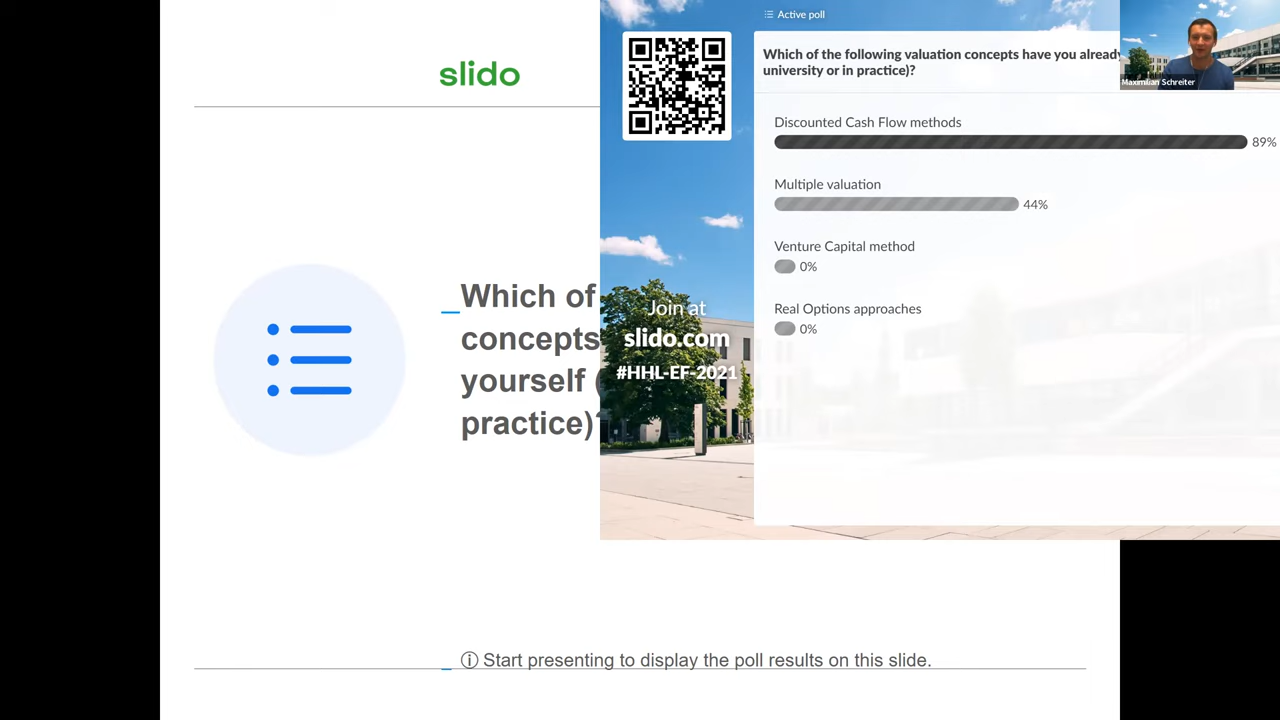 slido
Which of
concepts
yourself (
practice)
ⓘ Start presenting to display the poll results on this slide.
Active poll
Join at
slido.com
#HHL-EF-2021
Which of the following valuation concepts have you already
university or in practice)?
Discounted Cash Flow methods
89%
Multiple valuation
44%
Venture Capital method
0%
Real Options approaches
0%
Maximilian Schreiter